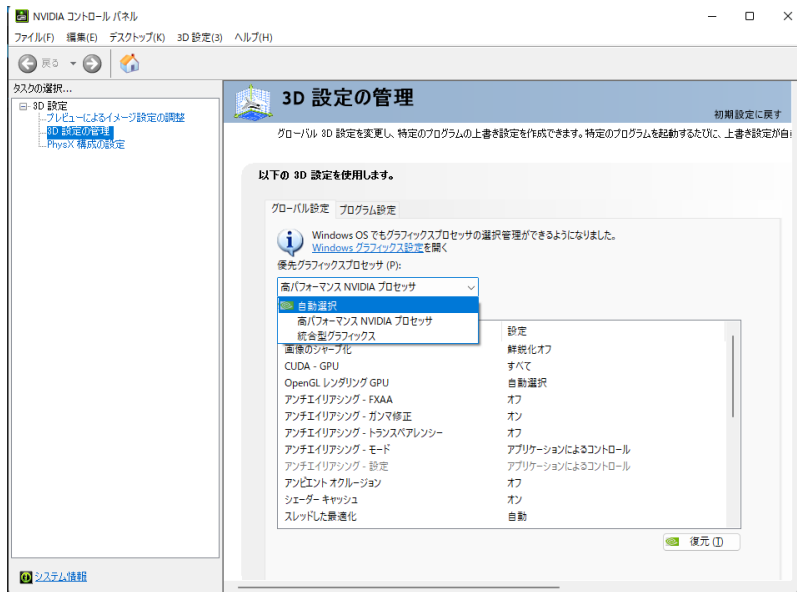 NVIDIA コントロール パネル
ファイル(F) 編集(E) デスクトップ(K) 3D 設定(3) ヘルプ(H)
戻る
タスクの選択...
3D 設定
プレビューによるイメージ設定の調整
3D 設定の管理
PhysX 構成の設定
システム情報
3D 設定の管理
初期設定に戻す
グローバル 3D 設定を変更し、特定のプログラムの上書き設定を作成できます。特定のプログラムを起動するたびに、上書き設定が自
以下の 3D 設定を使用します。
グローバル設定 プログラム設定
Windows OS でもグラフィックスプロセッサの選択管理ができるようになりました。
Windows グラフィックス設定を開く
優先グラフィックスプロセッサ (P):
高パフォーマンス NVIDIA プロセッサ
自動選択
高パフォーマンス NVIDIA プロセッサ
統合型グラフィックス
設定
画像のシャープ化 鮮鋭化オフ
CUDA - GPU すべて
OpenGL レンダリング GPU 自動選択
アンチエイリアシング - FXAA オフ
アンチエイリアシング - ガンマ修正 オン
アンチエイリアシング - トランスペアレンシー オフ
アンチエイリアシング - モード アプリケーションによるコントロール
アンチエイリアシング - 設定 アプリケーションによるコントロール
アンビエント オクルージョン オフ
シェーダー キャッシュ オン
スレッドした最適化 自動
復元 (T)